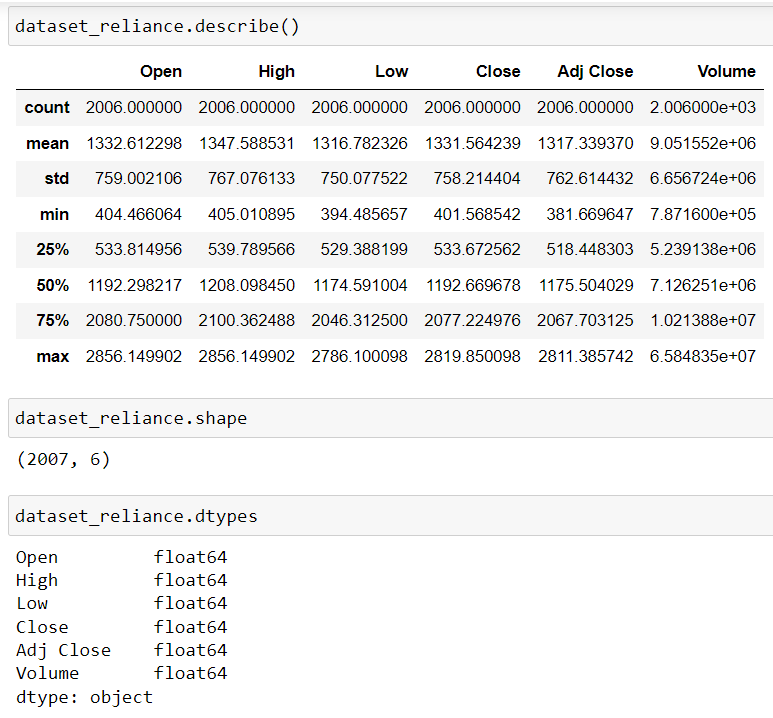 dataset_reliance.describe()
Open High Low Close Adj Close Volume
count 2006.000000 2006.000000 2006.000000 2006.000000 2006.000000 2.006000e+03
mean 1332.612298 1347.588531 1316.782326 1331.564239 1317.339370 9.051552e+06
std 759.002106 767.076133 750.077522 758.214404 762.614432 6.656724e+06
min 404.466064 405.010895 394.485657 401.568542 381.669647 7.871600e+05
25% 533.814956 539.789566 529.388199 533.672562 518.448303 5.239138e+06
50% 1192.298217 1208.098450 1174.591004 1192.669678 1175.504029 7.126251e+06
75% 2080.750000 2100.362488 2046.312500 2077.224976 2067.703125 1.021388e+07
max 2856.149902 2856.149902 2786.100098 2819.850098 2811.385742 6.584835e+07
dataset_reliance.shape
(2007, 6)
dataset_reliance.dtypes
Open float64
High float64
Low float64
Close float64
Adj Close float64
Volume float64
dtype: object